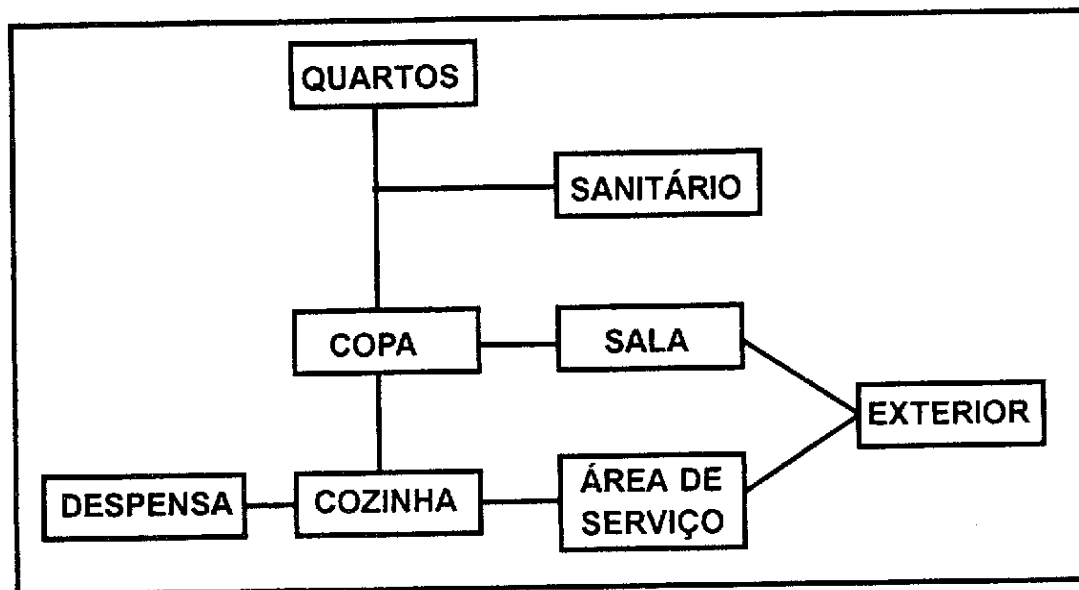 QUARTOS
SANITÁRIO
COPA
SALA
EXTERIOR
DESPENSA
COZINHA
ÁREA DE
SERVIÇO